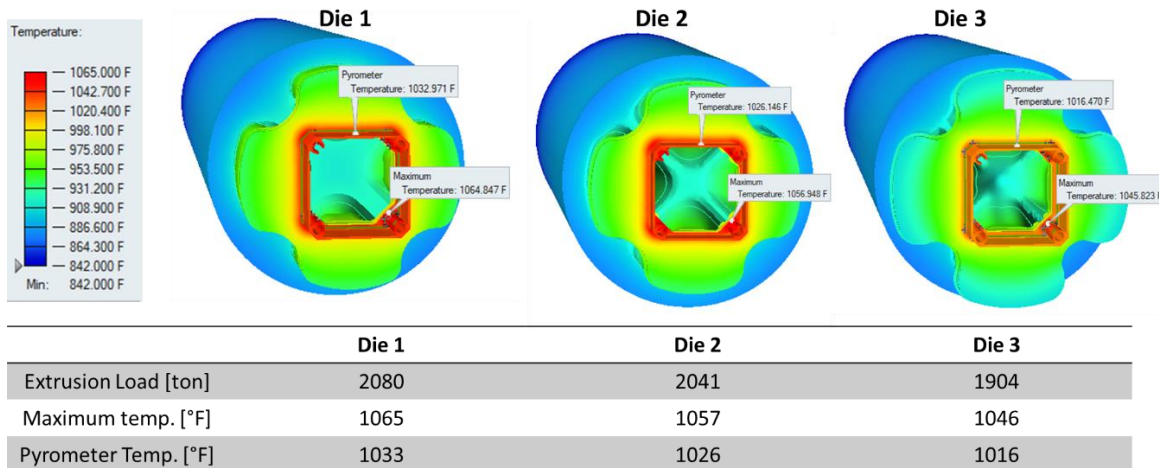 Die 1
Die 2
Die 3
Temperature:
1065.000 F
1042.700 F
1020.400 F
998.100 F
975.800 F
953.500 F
931.200 F
908.900 F
886.600 F
864.300 F
842.000 F
Min: 842.000 F
Pyrometer
Temperature: 1032.971 F
Maximum
Temperature: 1064.847 F
Pyrometer
Temperature: 1026.146 F
Maximum
Temperature: 1056.948 F
Pyrometer
Temperature: 1016.470 F
Maximum
Temperature: 1045.823 F
Die 1 Die 2 Die 3
Extrusion Load [ton] 2080 2041 1904
Maximum temp. [°F] 1065 1057 1046
Pyrometer Temp. [°F] 1033 1026 1016